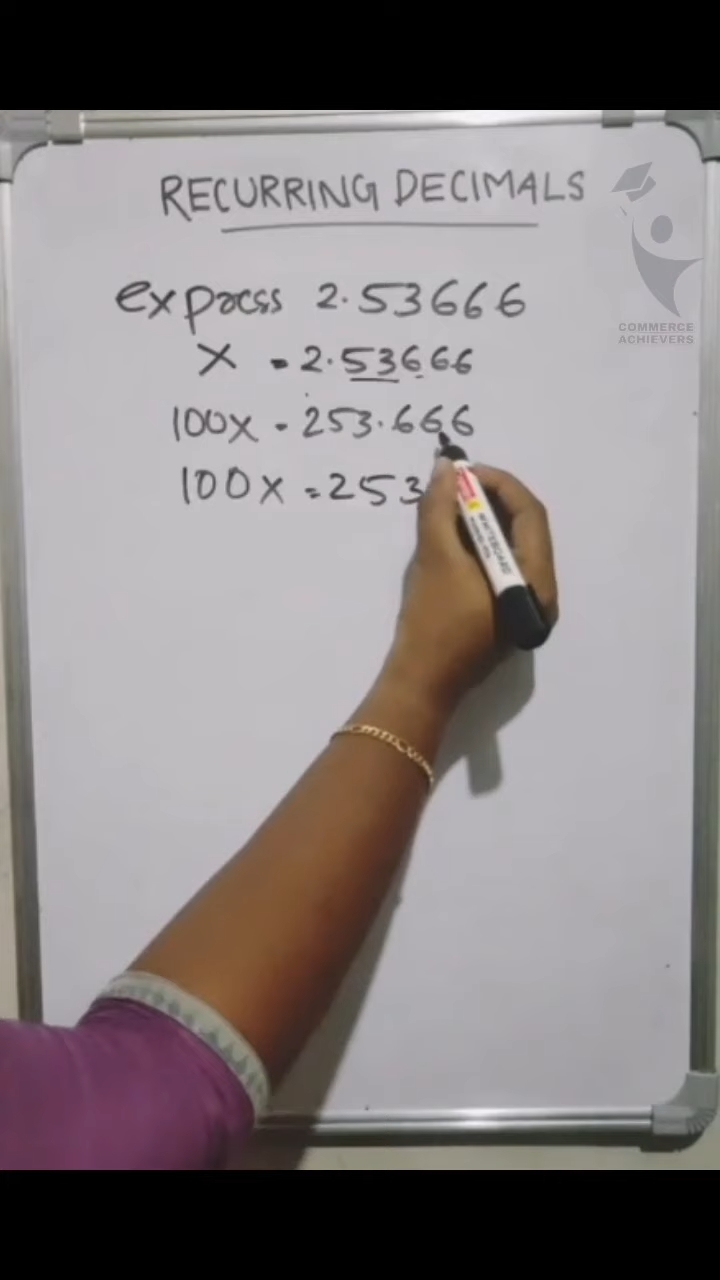 RECURRING DECIMALS
COMMERCE
ACHIEVERS
express 2.53666
x = 2.53666
100x = 253.666
100x = 253